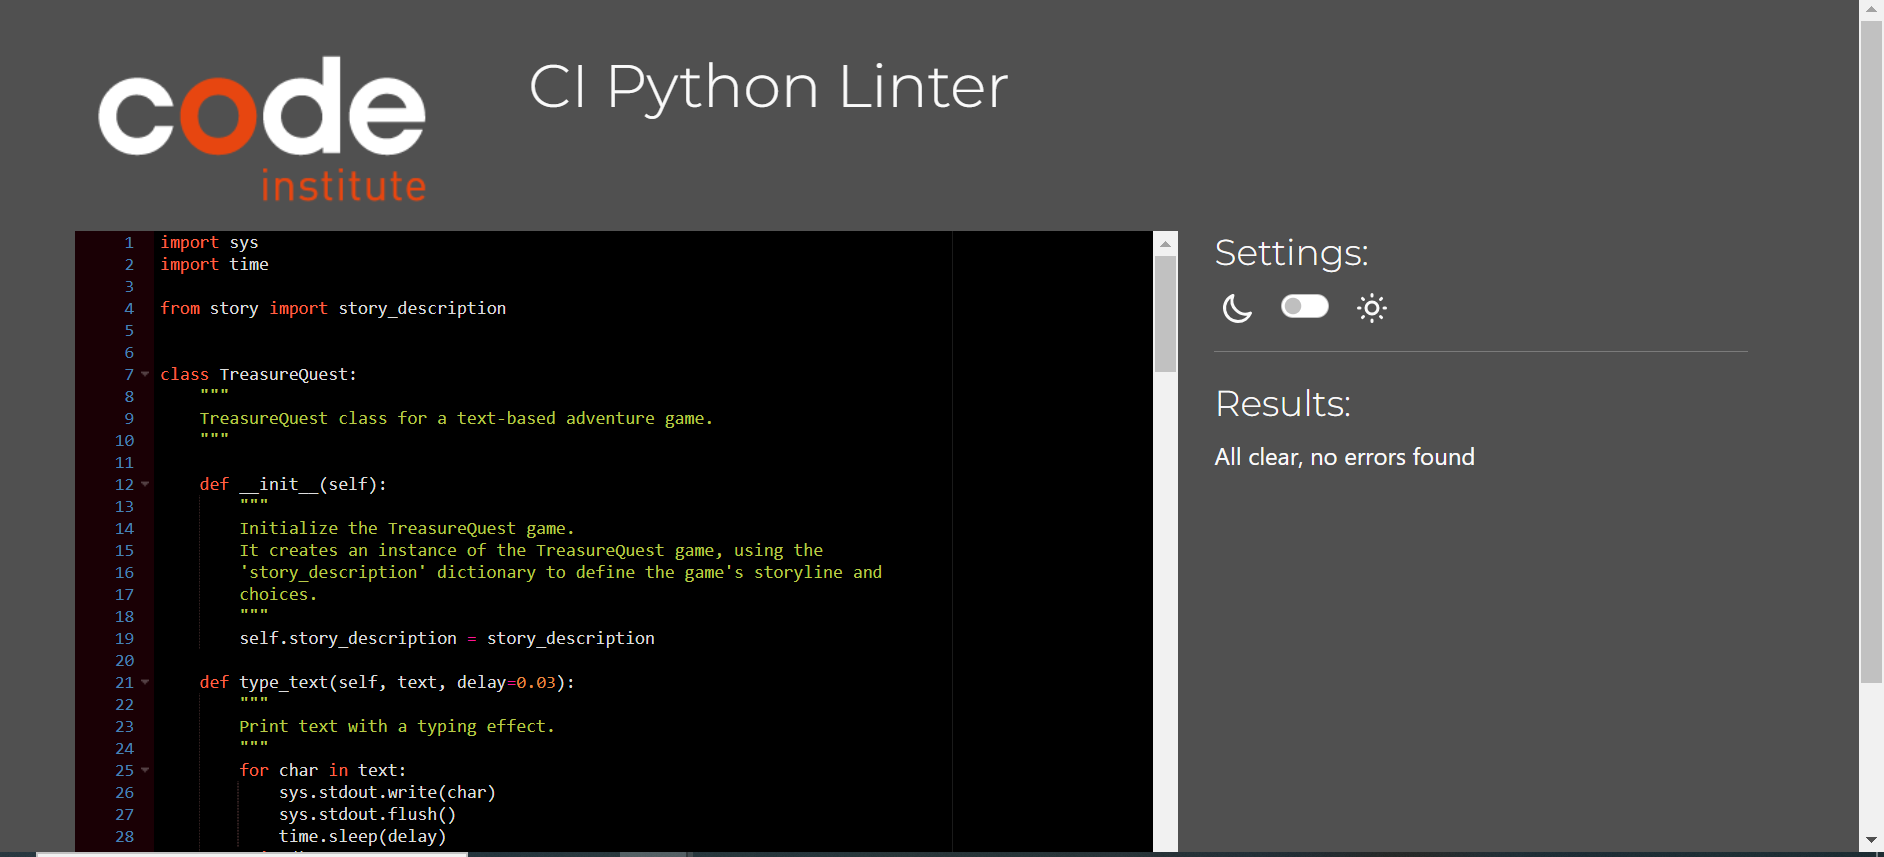 code
institute
CI Python Linter
1 import sys
2 import time
3
4 from story import story_description
5
6
7 class TreasureQuest:
8 """
9 TreasureQuest class for a text-based adventure game.
10 """
11
12 def __init__(self):
13 """
14 Initialize the TreasureQuest game.
15 It creates an instance of the TreasureQuest game, using the
16 'story_description' dictionary to define the game's storyline and
17 choices.
18 """
19 self.story_description = story_description
20
21 def type_text(self, text, delay=0.03):
22 """
23 Print text with a typing effect.
24 """
25 for char in text:
26 sys.stdout.write(char)
27 sys.stdout.flush()
28 time.sleep(delay)
Settings:
Results:
All clear, no errors found